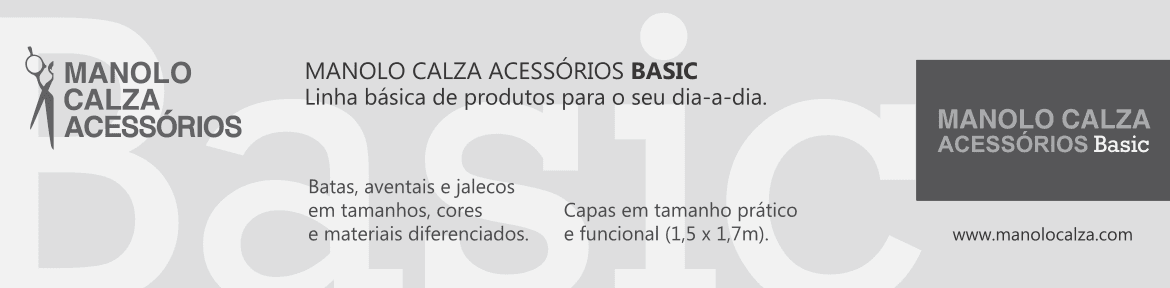 Basic
MANOLO
CALZA
ACESSÓRIOS
MANOLO CALZA ACESSÓRIOS BASIC
Linha básica de produtos para o seu dia-a-dia.
Batas, aventais e jalecos
em tamanhos, cores
e materiais diferenciados.
Capas em tamanho prático
e funcional (1,5 x 1,7m).
MANOLO CALZA
ACESSÓRIOS Basic
www.manolocalza.com